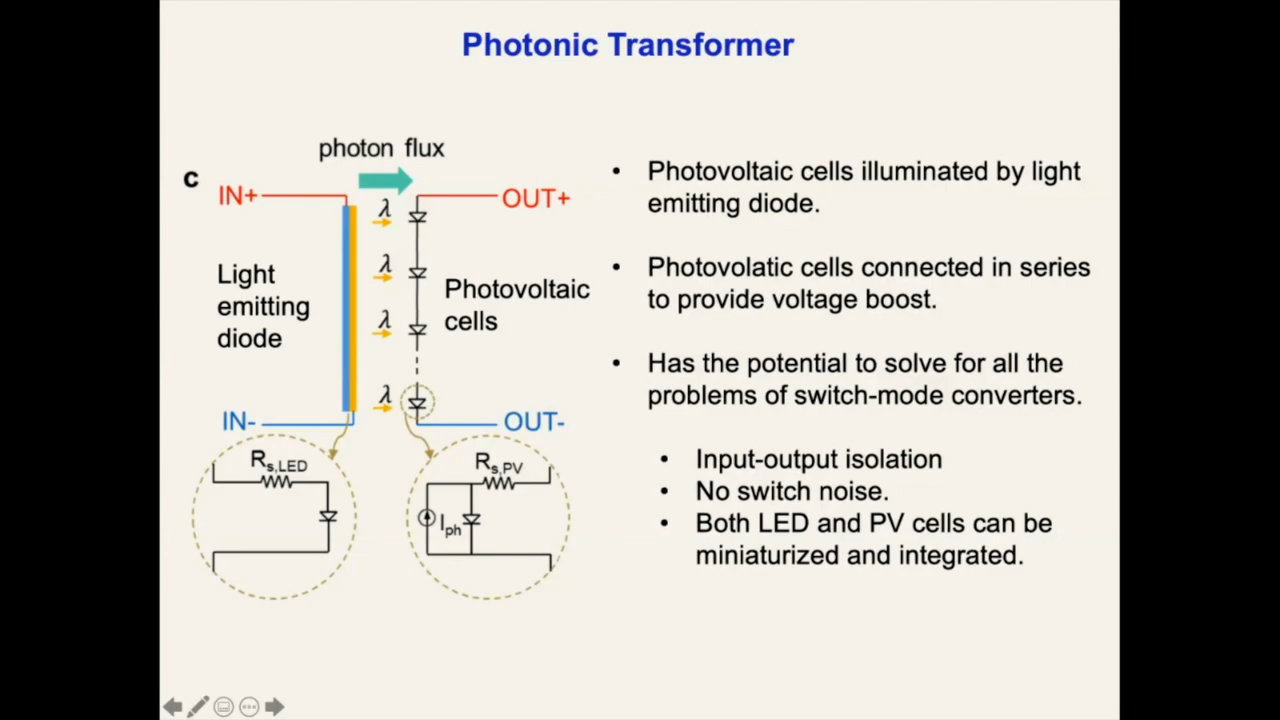 Photonic Transformer
photon flux
c
IN+
OUT+
λ
λ
λ
λ
Light
emitting
diode
Photovoltaic
cells
IN-
OUT-
Rs,LED
Rs,PV
Iph
• Photovoltaic cells illuminated by light
emitting diode.
• Photovolatic cells connected in series
to provide voltage boost.
• Has the potential to solve for all the
problems of switch-mode converters.
• Input-output isolation
• No switch noise.
• Both LED and PV cells can be
miniaturized and integrated.